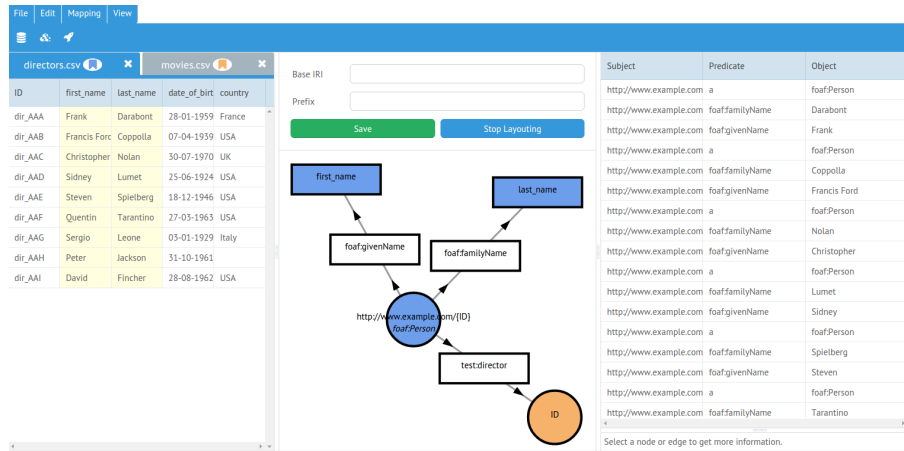 File Edit Mapping View
directors.csv movies.csv
ID first_name last_name date_of_birt country
dir_AAA Frank Darabont 28-01-1959 France
dir_AAB Francis Ford Coppolla 07-04-1939 USA
dir_AAC Christopher Nolan 30-07-1970 UK
dir_AAD Sidney Lumet 25-06-1924 USA
dir_AAE Steven Spielberg 18-12-1946 USA
dir_AAF Quentin Tarantino 27-03-1963 USA
dir_AAG Sergio Leone 03-01-1929 Italy
dir_AAH Peter Jackson 31-10-1961
dir_AAI David Fincher 28-08-1962 USA
Base IRI
Prefix
Save Stop Layouting
first_name
last_name
foaf:givenName
foaf:familyName
http://www.example.com/{ID}
foaf:Person
test:director
ID
Subject Predicate Object
http://www.example.com a foaf:Person
http://www.example.com foaf:familyName Darabont
http://www.example.com foaf:givenName Frank
http://www.example.com a foaf:Person
http://www.example.com foaf:familyName Coppolla
http://www.example.com foaf:givenName Francis Ford
http://www.example.com a foaf:Person
http://www.example.com foaf:familyName Nolan
http://www.example.com foaf:givenName Christopher
http://www.example.com a foaf:Person
http://www.example.com foaf:familyName Lumet
http://www.example.com foaf:givenName Sidney
http://www.example.com a foaf:Person
http://www.example.com foaf:familyName Spielberg
http://www.example.com foaf:givenName Steven
http://www.example.com a foaf:Person
http://www.example.com foaf:familyName Tarantino
Select a node or edge to get more information.